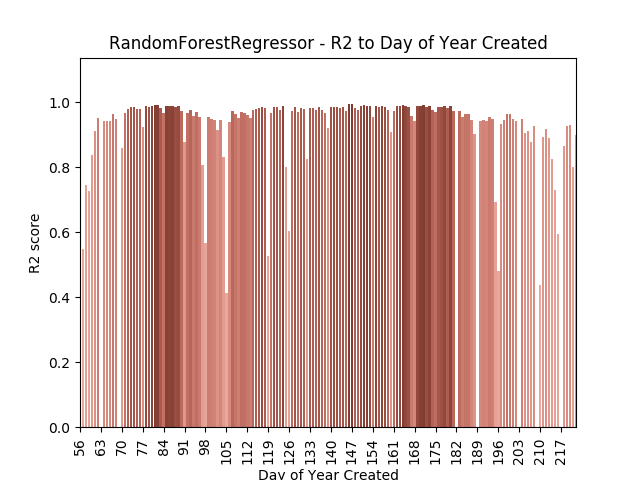 RandomForestRegressor - R2 to Day of Year Created
R2 score
1.0
0.8
0.6
0.4
0.2
0.0
56 63 70 77 84 91 98 105 112 119 126 133 140 147 154 161 168 175 182 189 196 203 210 217
Day of Year Created